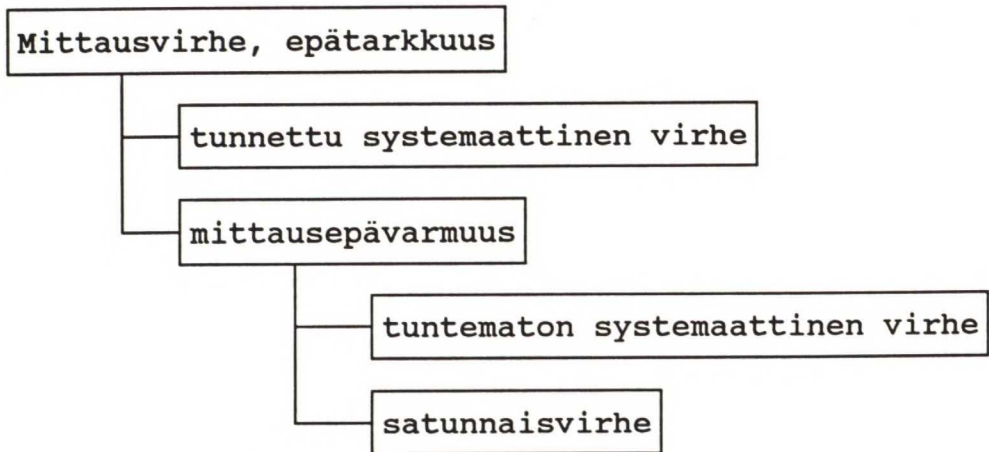 Mittausvirhe, epätarkkuus
tunnettu systemaattinen virhe
mittausepävarmuus
tuntematon systemaattinen virhe
satunnaisvirhe